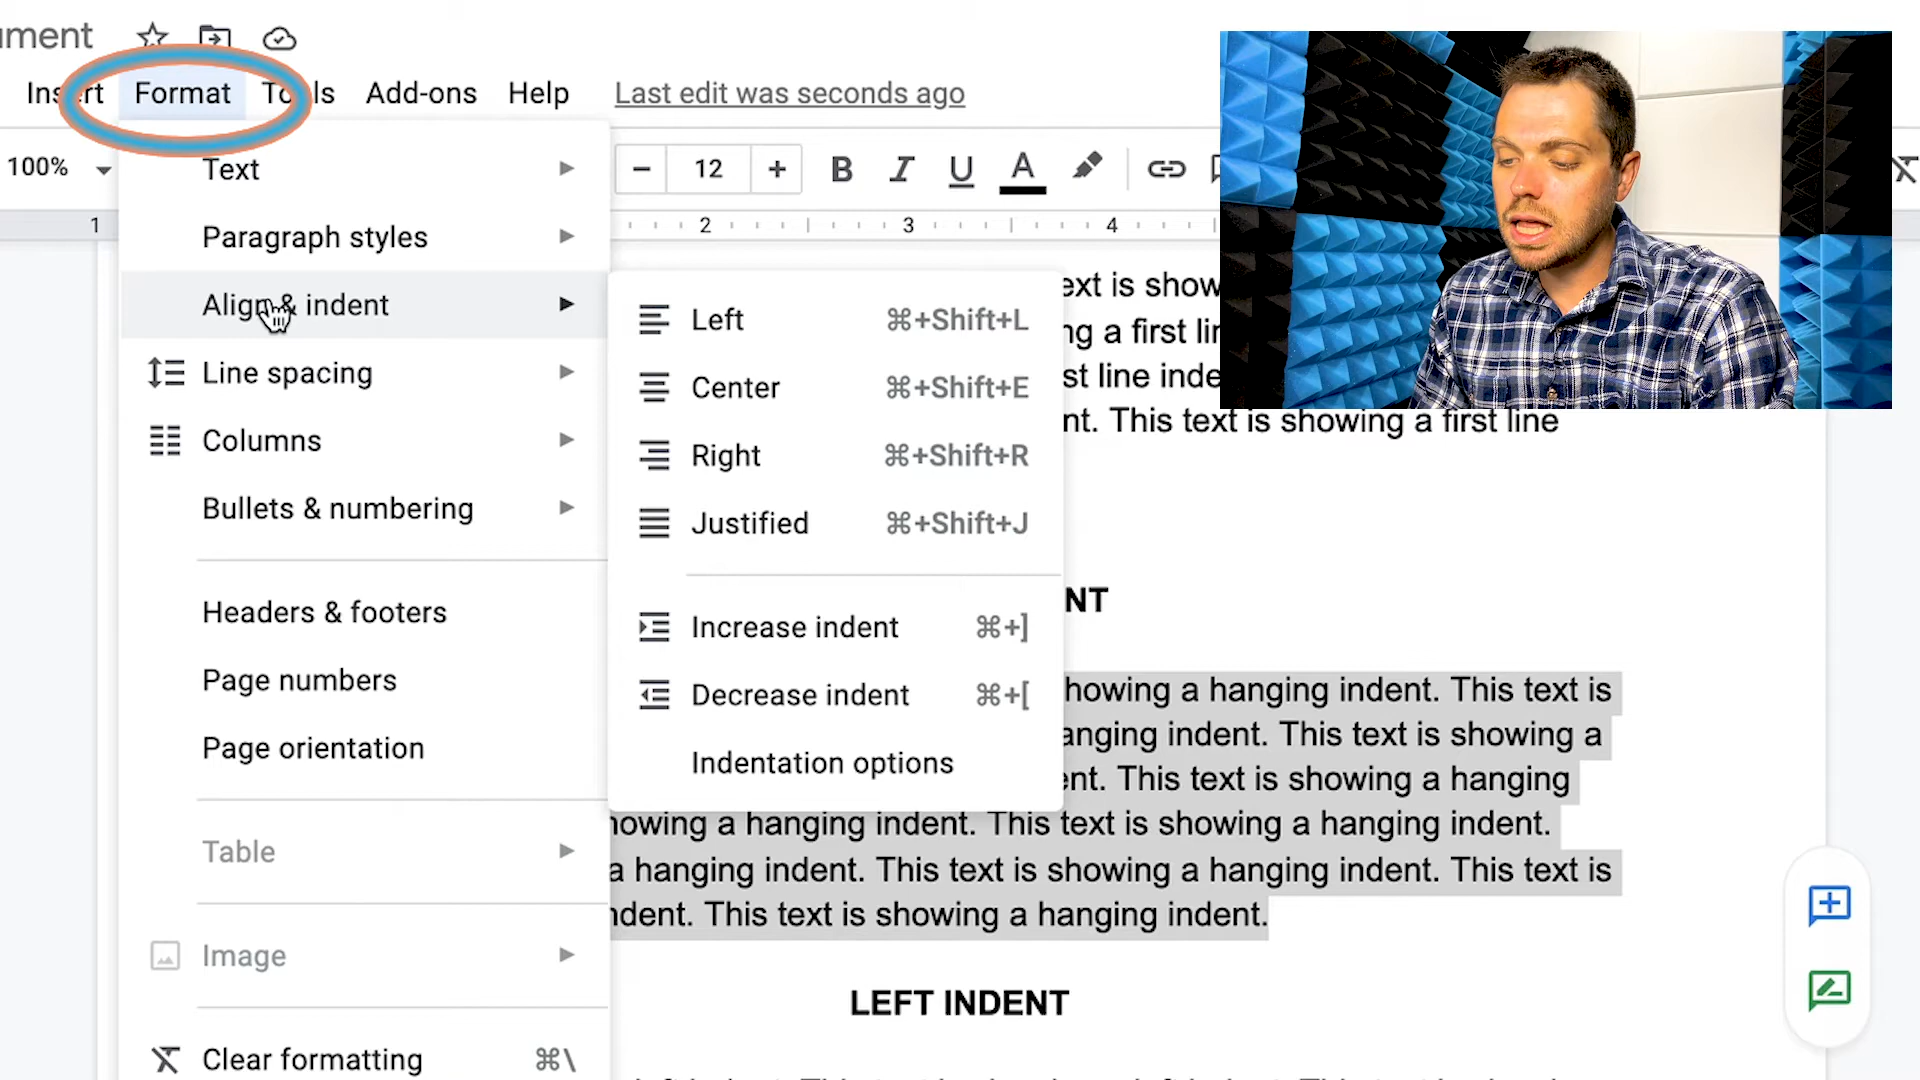 ument
Insert Format Tools Add-ons Help Last edit was seconds ago
100% 12
1 2 3 4
Text
Paragraph styles
Align & indent
Line spacing
Columns
Bullets & numbering
Headers & footers
Page numbers
Page orientation
Table
Image
Clear formatting ⌘\
Left ⌘+Shift+L
Center ⌘+Shift+E
Right ⌘+Shift+R
Justified ⌘+Shift+J
Increase indent ⌘+]
Decrease indent ⌘+[
Indentation options
ext is show
ng a first li
st line inde
nt. This text is showing a first line
NT
howing a hanging indent. This text is
anging indent. This text is showing a
ent. This text is showing a hanging
howing a hanging indent. This text is showing a hanging indent.
a hanging indent. This text is showing a hanging indent. This text is
ndent. This text is showing a hanging indent.
LEFT INDENT